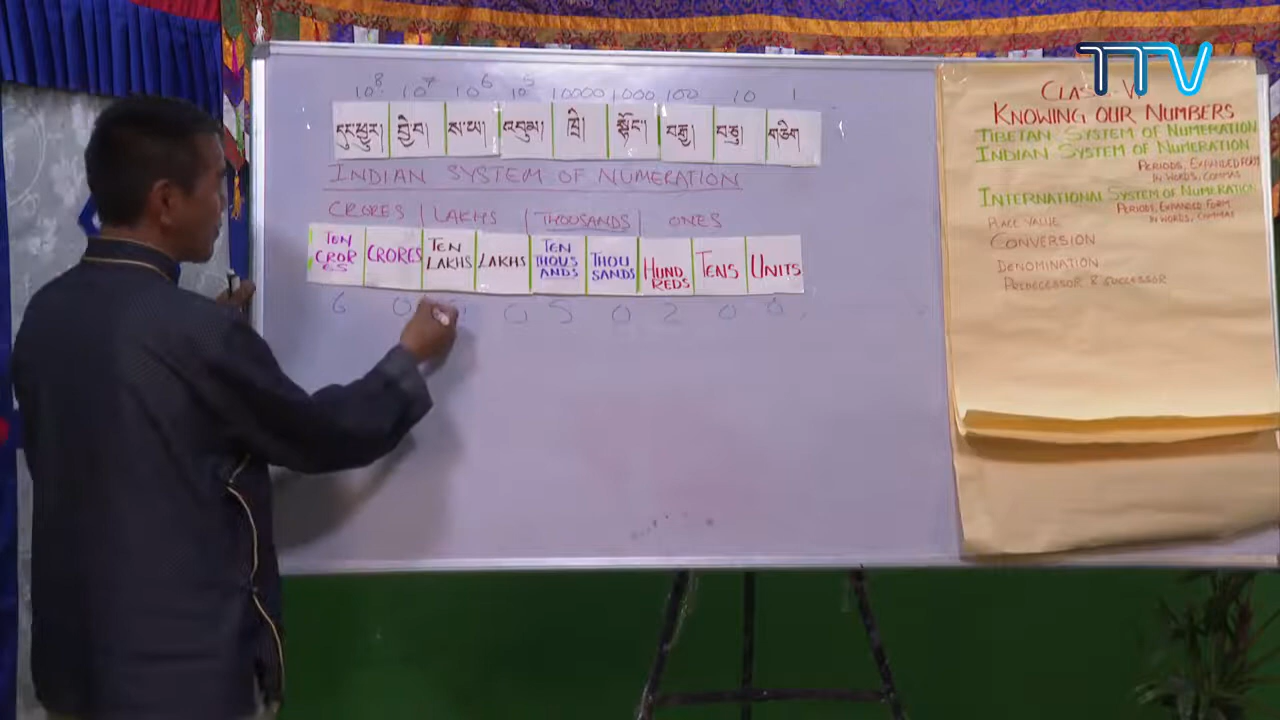 TTV
10⁸ 10⁷ 10⁶ 10⁵ 10000 1000 100 10 1
དུང་ཕྱུར། བྱེ་བ། ས་ཡ། འབུམ། ཁྲི། སྟོང་། བརྒྱ། བཅུ། གཅིག
INDIAN SYSTEM OF NUMERATION
CRORES LAKHS THOUSANDS ONES
TEN CRORES CRORES TEN LAKHS LAKHS TEN THOUSANDS THOUSANDS HUNDREDS TENS UNITS
6 0 0 5 0 2 0 0
KNOWING OUR NUMBERS
TIBETAN SYSTEM OF NUMERATION
INDIAN SYSTEM OF NUMERATION
PERIODS, EXPANDED FORM
IN WORDS, COMMAS
INTERNATIONAL SYSTEM OF NUMERATION
PERIODS, EXPANDED FORM
IN WORDS, COMMAS
PLACE VALUE
CONVERSION
DENOMINATION
PREDECESSOR & SUCCESSOR